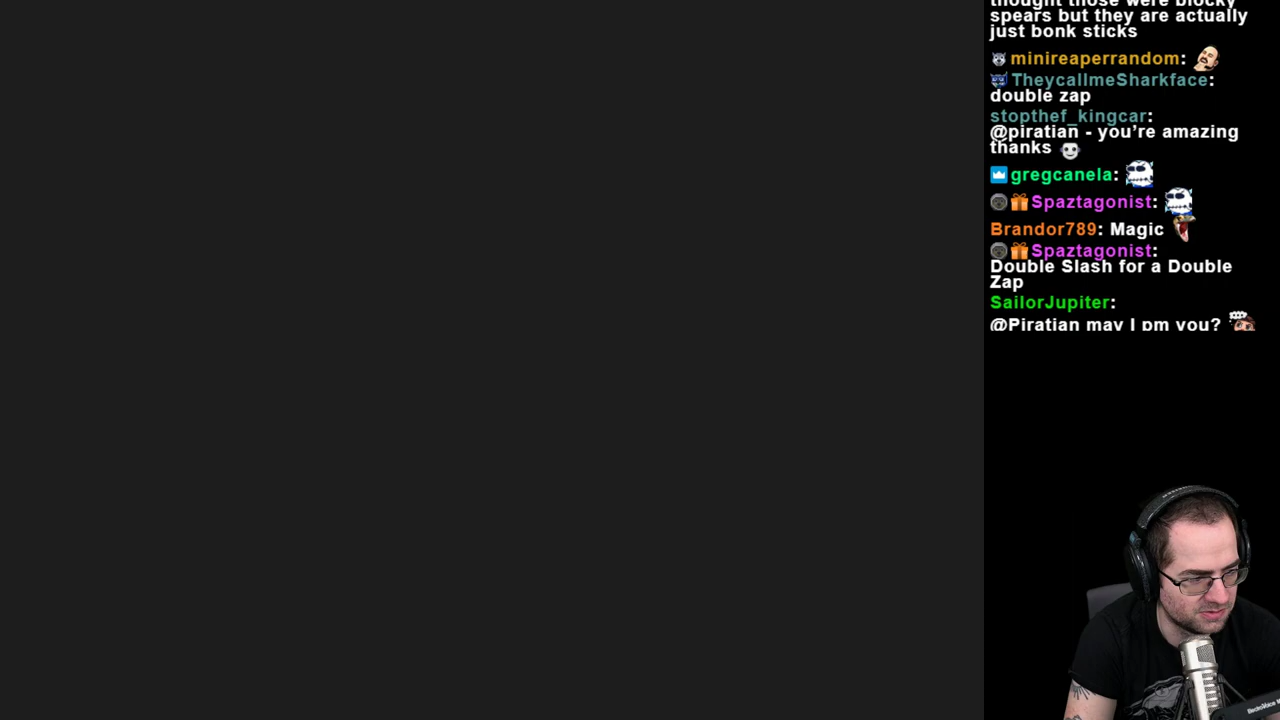 thought those were blocky
spears but they are actually
just bonk sticks
minireaperrandom:
TheycallmeSharkface:
double zap
stopthef_kingcar:
@piratian - you're amazing
thanks
gregcanela:
Spaztagonist:
Brandor789: Magic
Spaztagonist:
Double Slash for a Double
Zap
SailorJupiter:
@Piratian may I pm you?